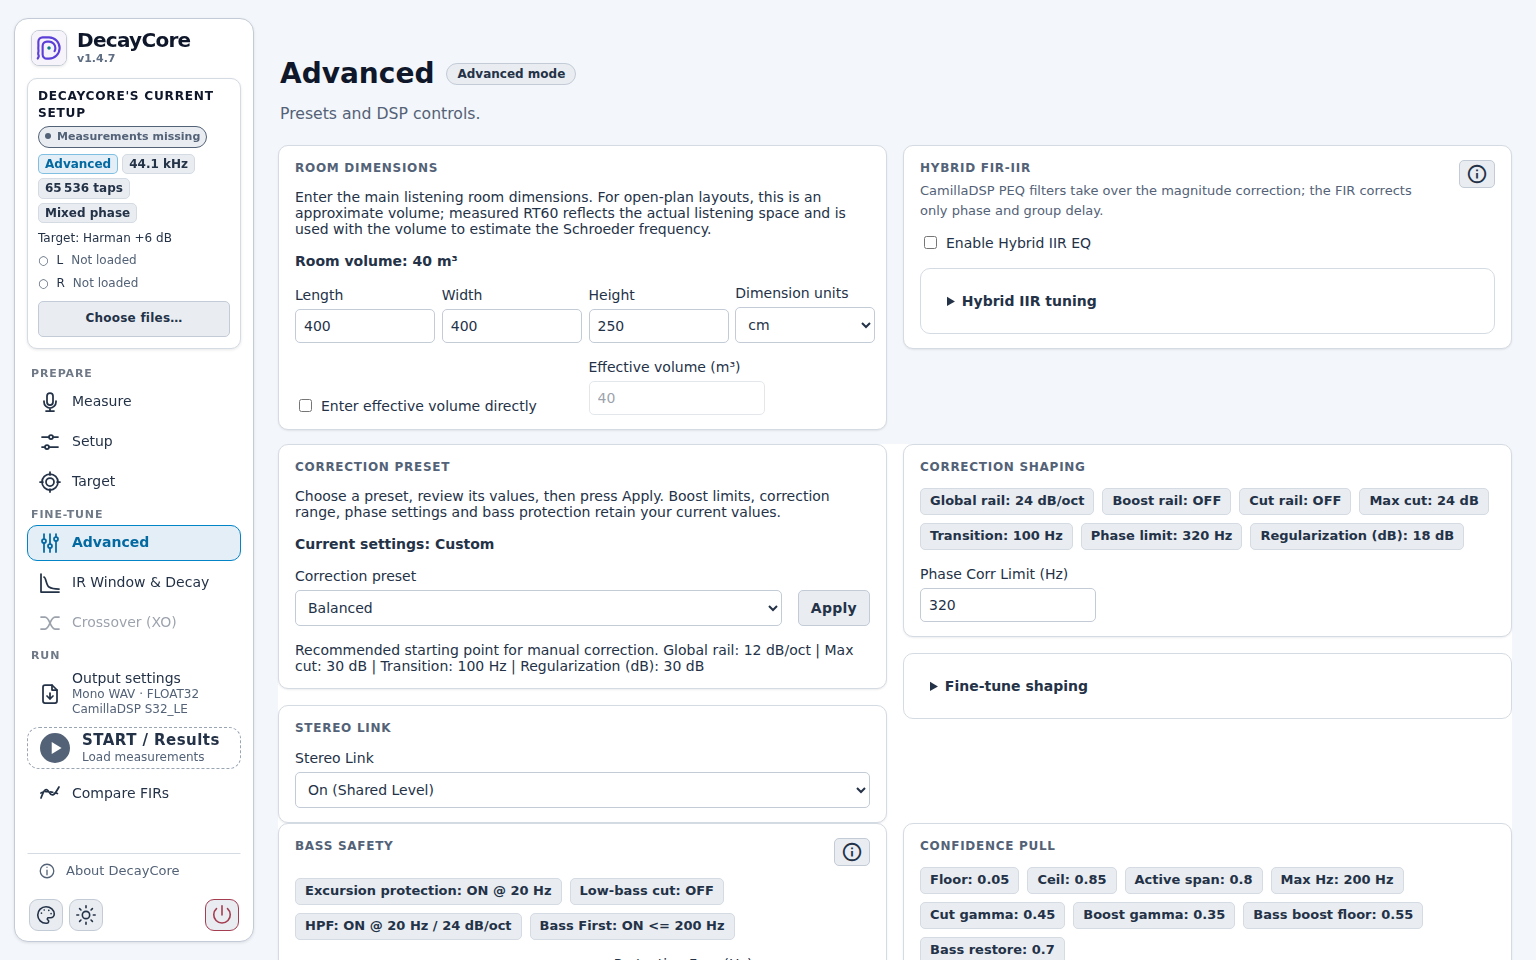 DecayCore
v1.4.7
DECAYCORE'S CURRENT
SETUP
Measurements missing
Advanced
44.1 kHz
65 536 taps
Mixed phase
Target: Harman +6 dB
L Not loaded
R Not loaded
Choose files...
PREPARE
Measure
Setup
Target
FINE-TUNE
Advanced
IR Window & Decay
Crossover (XO)
RUN
Output settings
Mono WAV · FLOAT32
CamillaDSP S32_LE
START / Results
Load measurements
Compare FIRs
About DecayCore
Advanced
Advanced mode
Presets and DSP controls.
ROOM DIMENSIONS
Enter the main listening room dimensions. For open-plan layouts, this is an
approximate volume; measured RT60 reflects the actual listening space and is
used with the volume to estimate the Schroeder frequency.
Room volume: 40 m³
Length
Width
Height
Dimension units
400
400
250
cm
Effective volume (m³)
Enter effective volume directly
40
HYBRID FIR-IIR
CamillaDSP PEQ filters take over the magnitude correction; the FIR corrects
only phase and group delay.
Enable Hybrid IIR EQ
Hybrid IIR tuning
CORRECTION PRESET
Choose a preset, review its values, then press Apply. Boost limits, correction
range, phase settings and bass protection retain your current values.
Current settings: Custom
Correction preset
Balanced
Apply
Recommended starting point for manual correction. Global rail: 12 dB/oct | Max
cut: 30 dB | Transition: 100 Hz | Regularization (dB): 30 dB
CORRECTION SHAPING
Global rail: 24 dB/oct
Boost rail: OFF
Cut rail: OFF
Max cut: 24 dB
Transition: 100 Hz
Phase limit: 320 Hz
Regularization (dB): 18 dB
Phase Corr Limit (Hz)
320
Fine-tune shaping
STEREO LINK
Stereo Link
On (Shared Level)
BASS SAFETY
Excursion protection: ON @ 20 Hz
Low-bass cut: OFF
HPF: ON @ 20 Hz / 24 dB/oct
Bass First: ON <= 200 Hz
CONFIDENCE PULL
Floor: 0.05
Ceil: 0.85
Active span: 0.8
Max Hz: 200 Hz
Cut gamma: 0.45
Boost gamma: 0.35
Bass boost floor: 0.55
Bass restore: 0.7